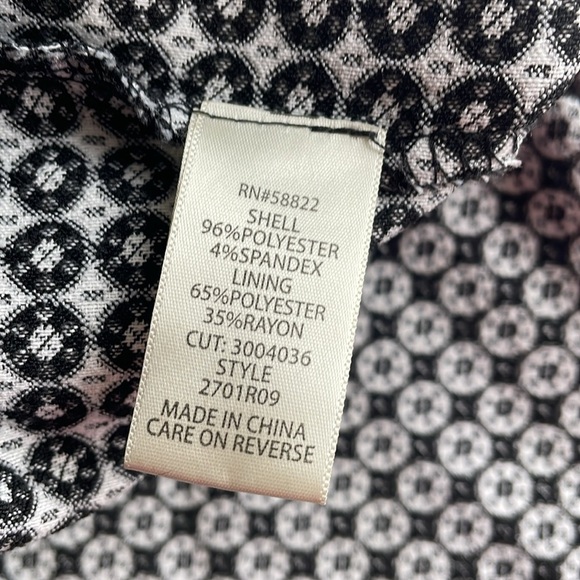 RN#58822
SHELL
96%POLYESTER
4%SPANDEX
LINING
65%POLYESTER
35%RAYON
CUT: 3004036
STYLE
2701R09
MADE IN CHINA
CARE ON REVERSE